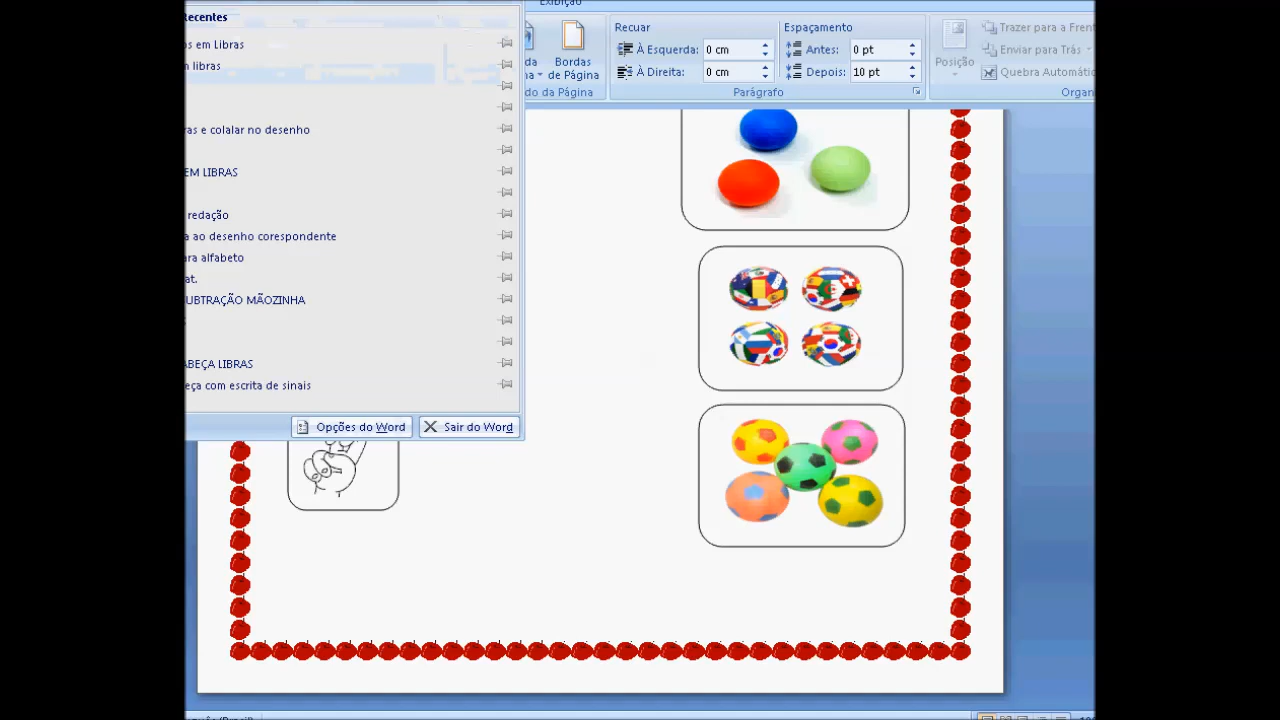 Exibição
Recentes
os em Libras
m libras
ras e colalar no desenho
EM LIBRAS
redação
a ao desenho corespondente
ra alfabeto
at.
UBTRAÇÃO MÃOZINHA
ABEÇA LIBRAS
eça com escrita de sinais
Opções do Word
Sair do Word
Bordas
de Página
do da Página
Recuar
À Esquerda: 0 cm
À Direita: 0 cm
Espaçamento
Antes: 0 pt
Depois: 10 pt
Parágrafo
Posição
Trazer para a Frent
Enviar para Trás
Quebra Automátic
Organ